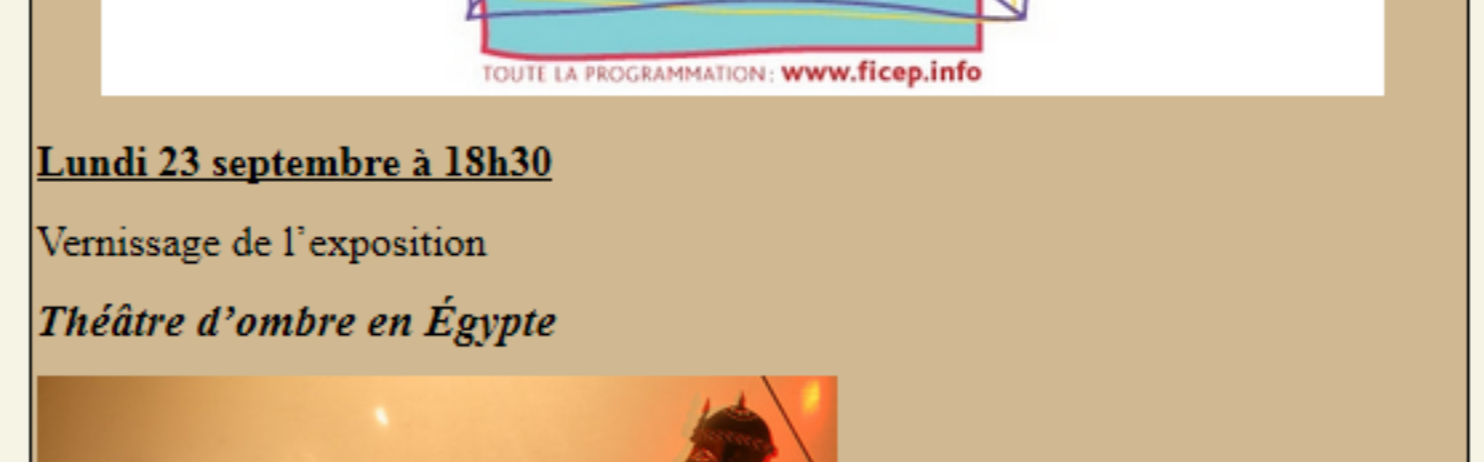 TOUTE LA PROGRAMMATION: www.ficep.info
Lundi 23 septembre à 18h30
Vernissage de l’exposition
Théâtre d’ombre en Égypte